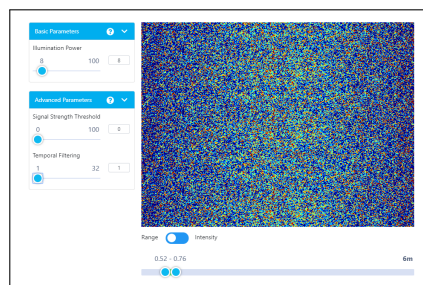 Basic Parameters ?
Illumination Power
8 100 8
Advanced Parameters ?
Signal Strength Threshold
0 100 0
Temporal Filtering
1 32 1
Range Intensity
0.52 - 0.76 6m